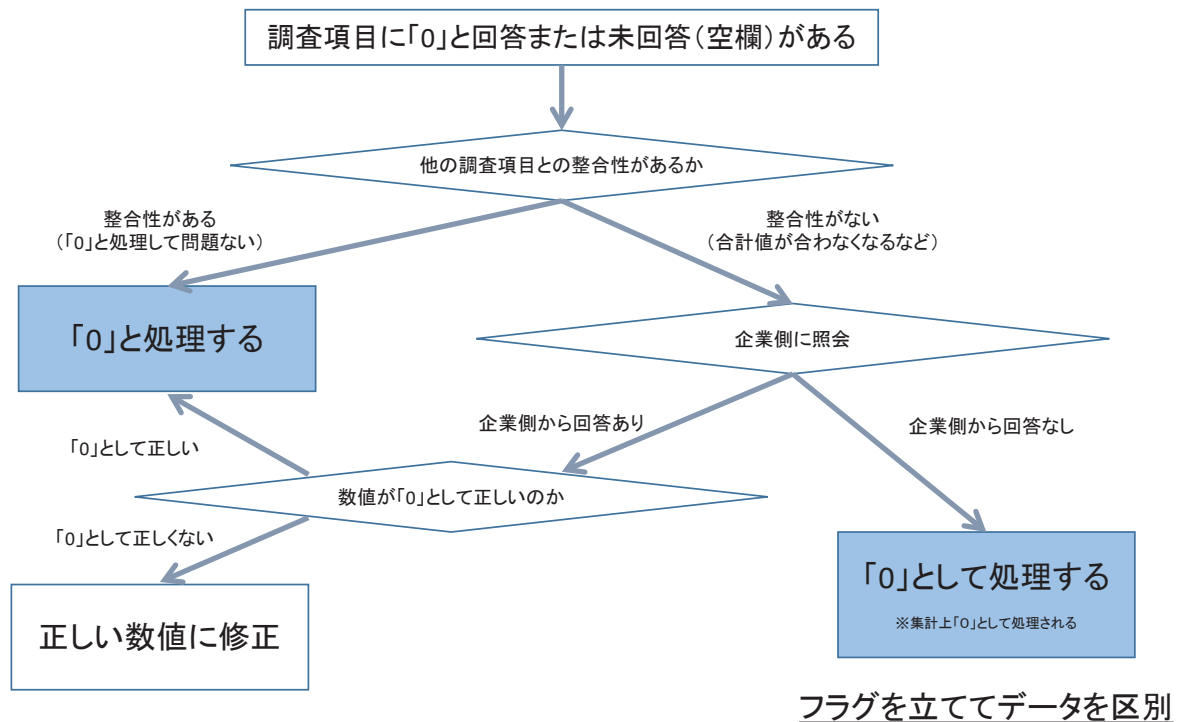 調査項目に「0」と回答または未回答（空欄）がある
他の調査項目との整合性があるか
整合性がある
（「0」と処理して問題ない）
整合性がない
（合計値が合わなくなるなど）
「0」と処理する
企業側に照会
企業側から回答あり
企業側から回答なし
「0」として正しい
数値が「0」として正しいのか
「0」として正しくない
「0」として処理する
※集計上「0」として処理される
正しい数値に修正
フラグを立ててデータを区別